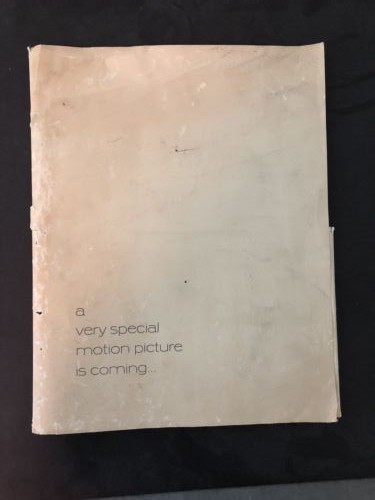 a
very special
motion picture
is coming...